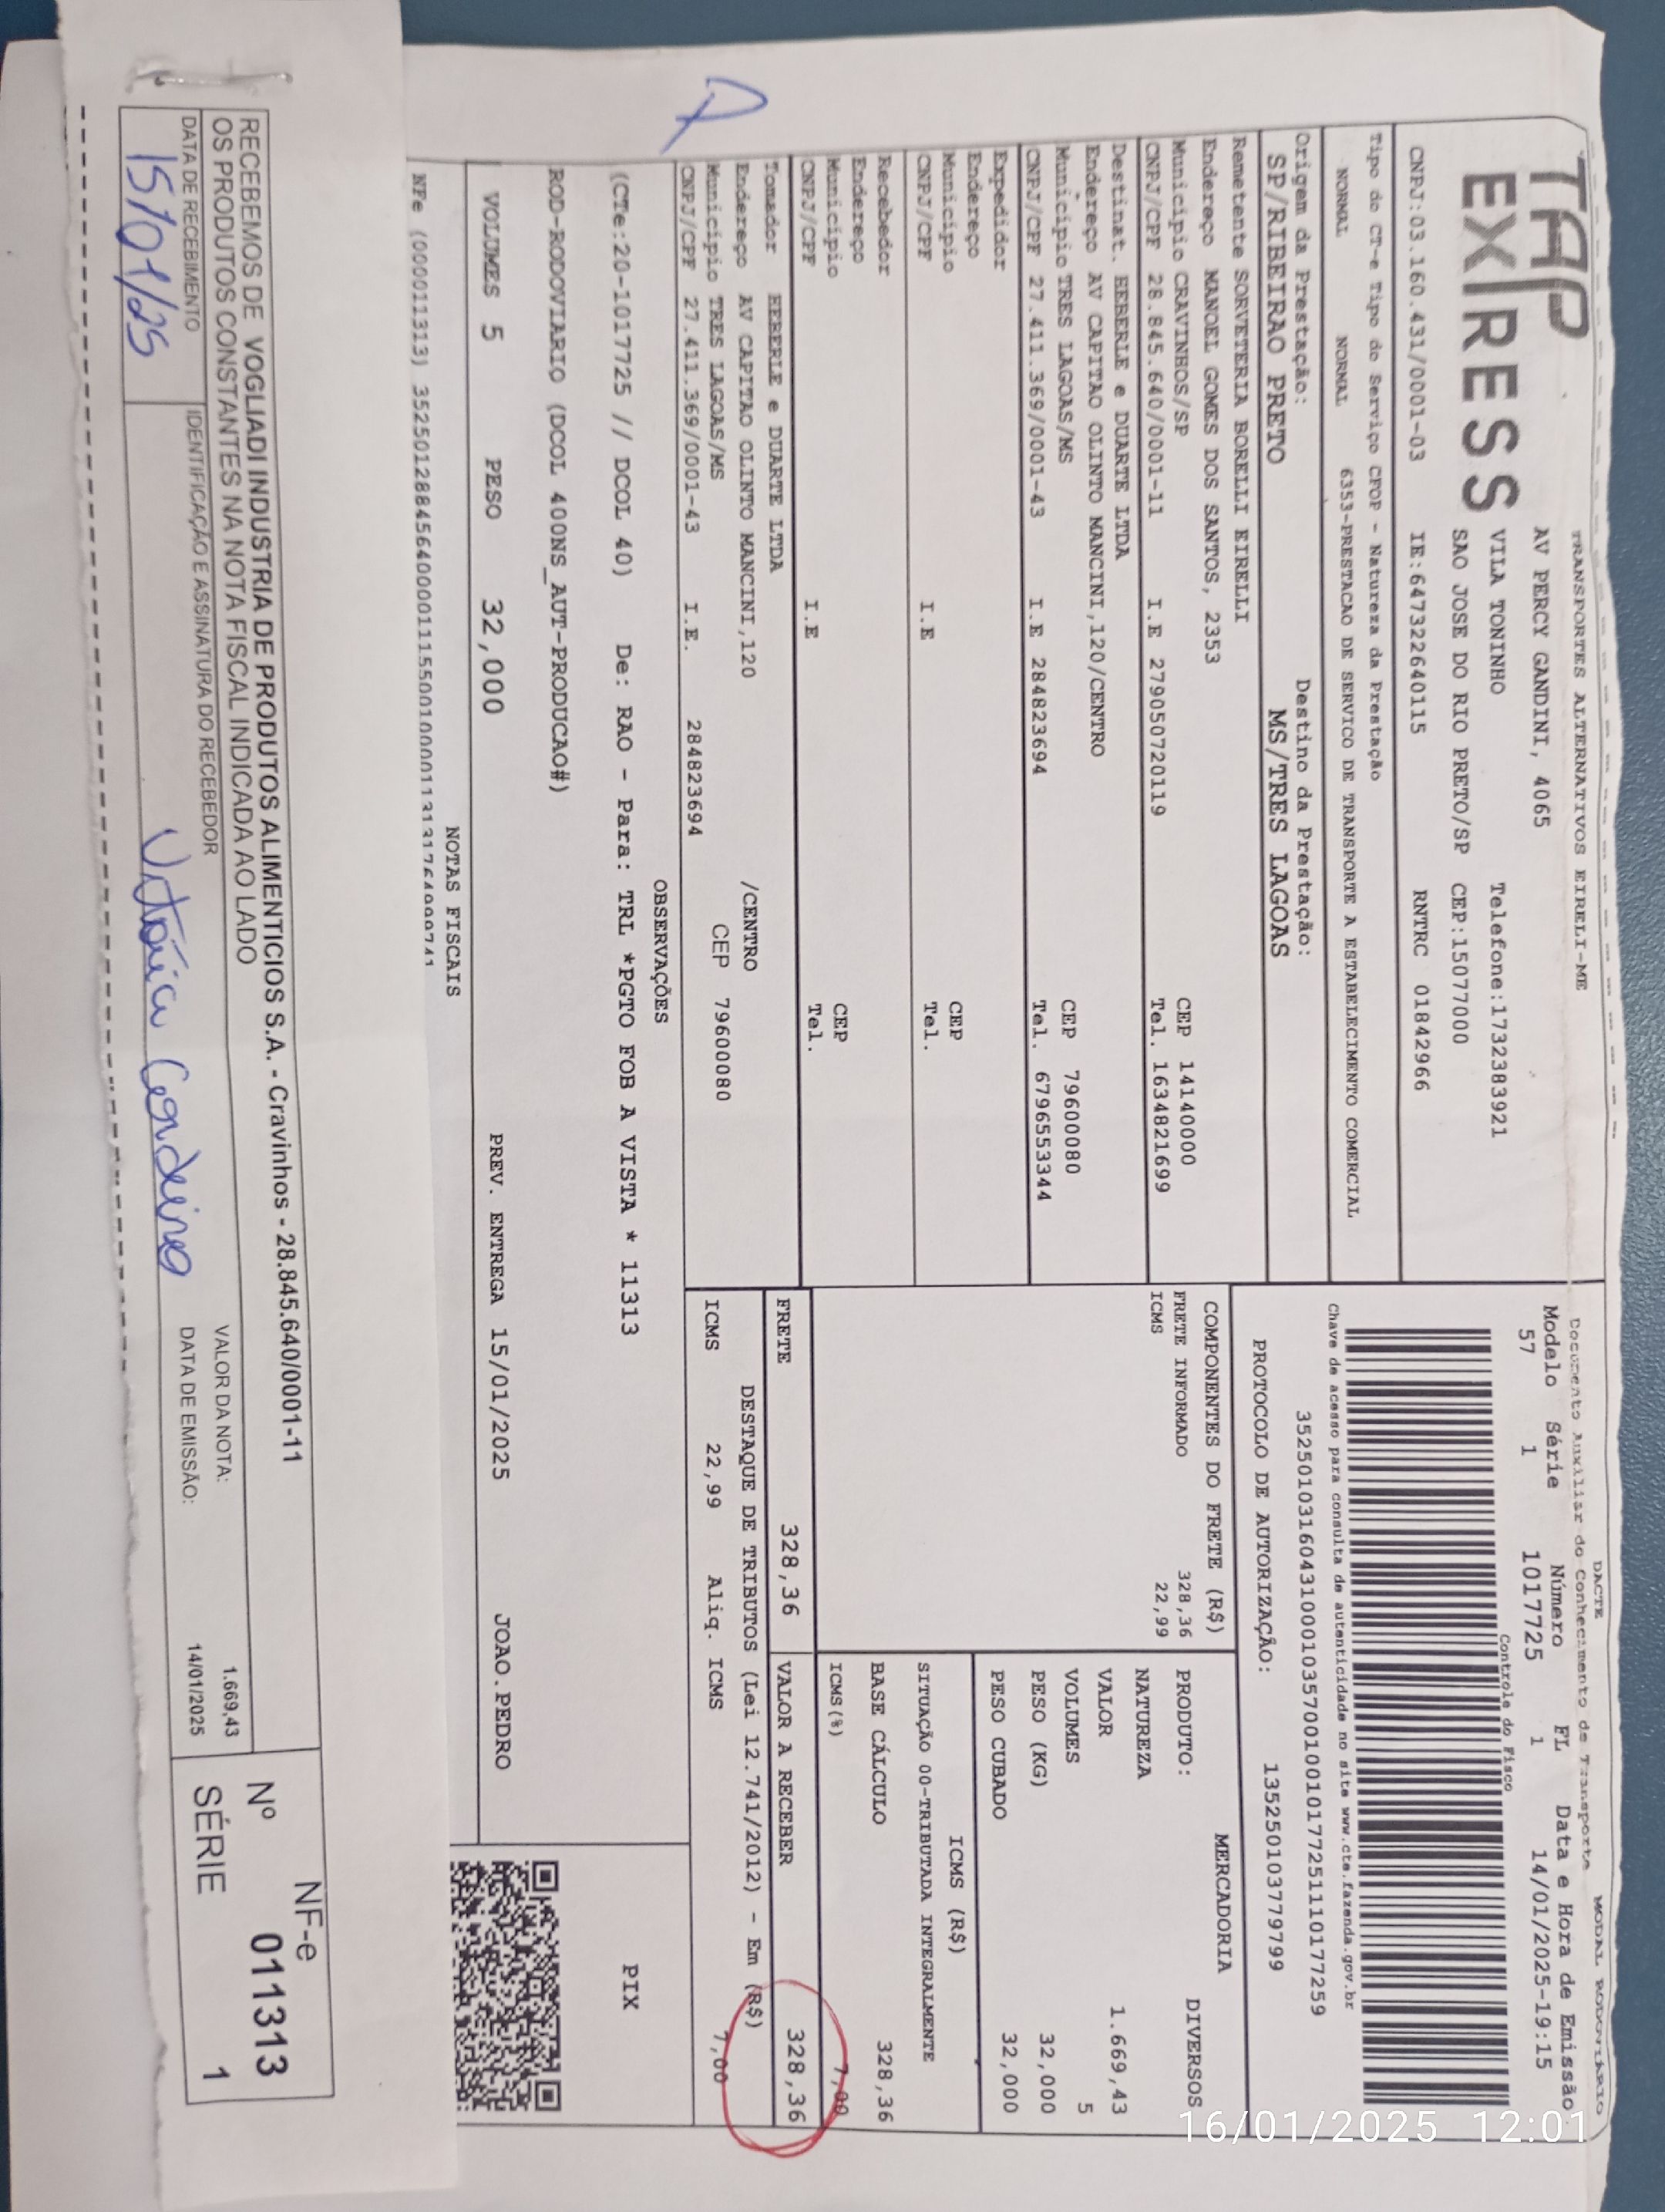 TRANSPORTES ALTERNATIVOS EIRELI-ME
TAP EXPRESS
AV PERCY GANDINI, 4065
VILA TONINHO Telefone:1732383921
SAO JOSE DO RIO PRETO/SP CEP:15077000
CNPJ:03.160.431/0001-03 IE:647322640115 RNTRC 01842966
Tipo do CT-e Tipo do Serviço CFOP - Natureza da Prestação
NORMAL NORMAL 6353-PRESTACAO DE SERVICO DE TRANSPORTE A ESTABELECIMENTO COMERCIAL
Origem da Prestação: Destino da Prestação:
SP/RIBEIRAO PRETO MS/TRES LAGOAS
Remetente SORVETERIA BORELLI EIRELLI
Endereço MANOEL GOMES DOS SANTOS, 2353
Município CRAVINHOS/SP CEP 14140000
CNPJ/CPF 28.845.640/0001-11 I.E 279050720119 Tel. 1634821699
Destinat. HEBERLE e DUARTE LTDA
Endereço AV CAPITAO OLINTO MANCINI,120/CENTRO
Município TRES LAGOAS/MS CEP 79600080
CNPJ/CPF 27.411.369/0001-43 I.E 284823694 Tel. 679655​3344
Expedidor
Endereço
Município CEP
CNPJ/CPF I.E Tel.
Recebedor
Endereço
Município CEP
CNPJ/CPF I.E Tel.
Tomador HEBERLE e DUARTE LTDA
Endereço AV CAPITAO OLINTO MANCINI,120 /CENTRO
Município TRES LAGOAS/MS CEP 79600080
CNPJ/CPF 27.411.369/0001-43 I.E. 284823694
DACTE MODAL RODOVIÁRIO
Documento Auxiliar do Conhecimento de Transporte
Modelo Série Número FL Data e Hora de Emissão
57 1 1017725 1 14/01/2025-19:15
Controle do Fisco
Chave de acesso para consulta de autenticidade no site www.cte.fazenda.gov.br
35250103160431000103570010010177251110177259
PROTOCOLO DE AUTORIZAÇÃO: 135250103779799
COMPONENTES DO FRETE (R$)
FRETE INFORMADO 328,36
ICMS 22,99
MERCADORIA
PRODUTO: DIVERSOS
NATUREZA
VALOR 1.669,43
VOLUMES 5
PESO (KG) 32,000
PESO CUBADO 32,000
ICMS (R$)
SITUAÇÃO 00-TRIBUTADA INTEGRALMENTE
BASE CÁLCULO 328,36
ICMS(%) 7,00
FRETE 328,36 VALOR A RECEBER 328,36
DESTAQUE DE TRIBUTOS (Lei 12.741/2012) - Em (R$)
ICMS 22,99 Aliq. ICMS 7,00
OBSERVAÇÕES
(CTe:20-1017725 // DCOL 40) De: RAO - Para: TRL *PGTO FOB A VISTA * 11313
ROD-RODOVIARIO (DCOL 400NS_AUT-PRODUCAO#)
PIX
VOLUMES 5 PESO 32,000 PREV. ENTREGA 15/01/2025 JOAO.PEDRO
NOTAS FISCAIS
NFe (000011313)
RECEBEMOS DE VOGLIADI INDUSTRIA DE PRODUTOS ALIMENTICIOS S.A. - Cravinhos - 28.845.640/0001-11
OS PRODUTOS CONSTANTES NA NOTA FISCAL INDICADA AO LADO
VALOR DA NOTA: 1.669,43
DATA DE RECEBIMENTO IDENTIFICAÇÃO E ASSINATURA DO RECEBEDOR DATA DE EMISSÃO: 14/01/2025
15/01/25
NF-e
Nº 011313
SÉRIE 1
16/01/2025 12:01